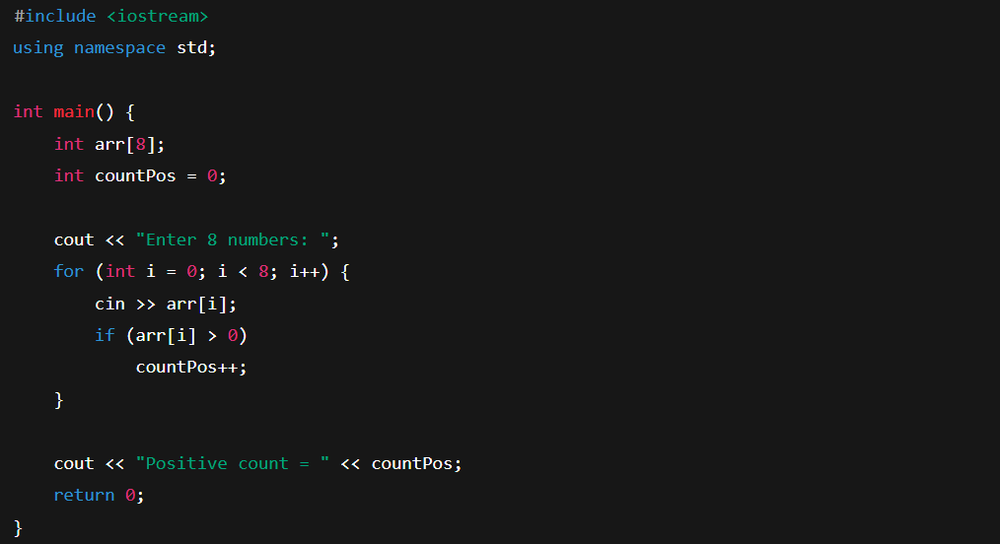 #include <iostream>
using namespace std;
int main() {
    int arr[8];
    int countPos = 0;
    cout << "Enter 8 numbers: ";
    for (int i = 0; i < 8; i++) {
        cin >> arr[i];
        if (arr[i] > 0)
            countPos++;
    }
    cout << "Positive count = " << countPos;
    return 0;
}